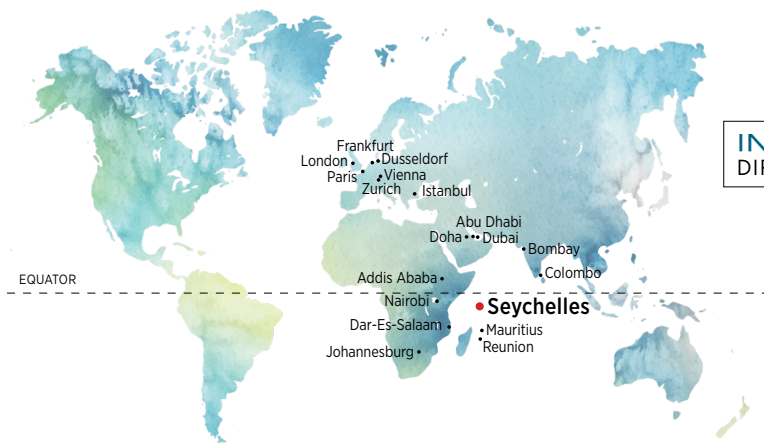 Frankfurt
London
Dusseldorf
Paris
Vienna
Zurich
Istanbul
Abu Dhabi
Doha
Dubai
Bombay
Colombo
Addis Ababa
EQUATOR
Nairobi
Seychelles
Dar-Es-Salaam
Mauritius
Reunion
Johannesburg